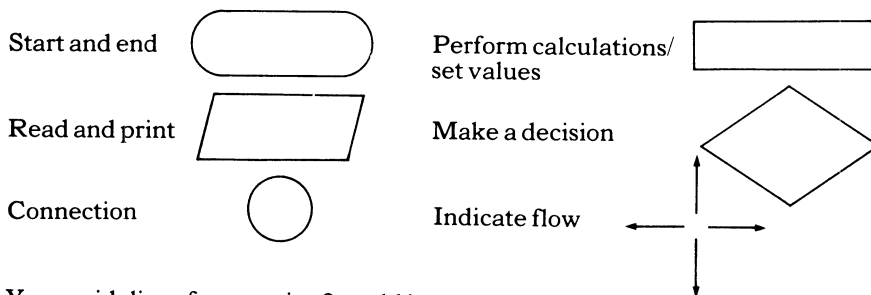 Start and end
Perform calculations/
set values
Read and print
Make a decision
Connection
Indicate flow